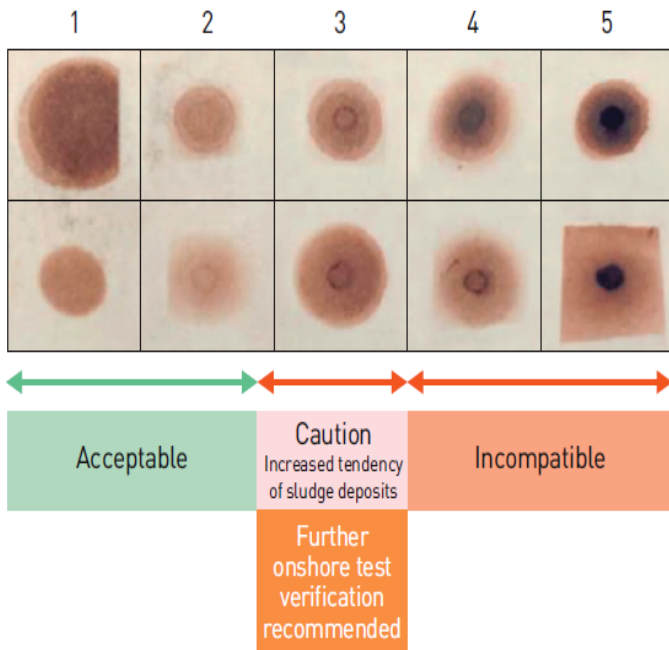 1 2 3 4 5
Acceptable
Caution
Increased tendency
of sludge deposits
Incompatible
Further
onshore test
verification
recommended